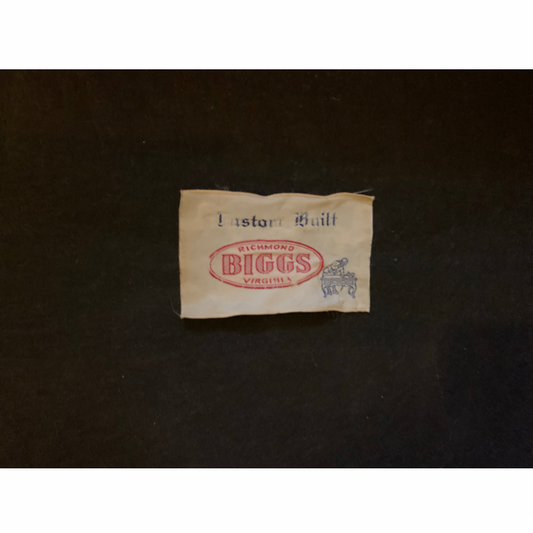 Custom Built
RICHMOND
BIGGS
VIRGINIA